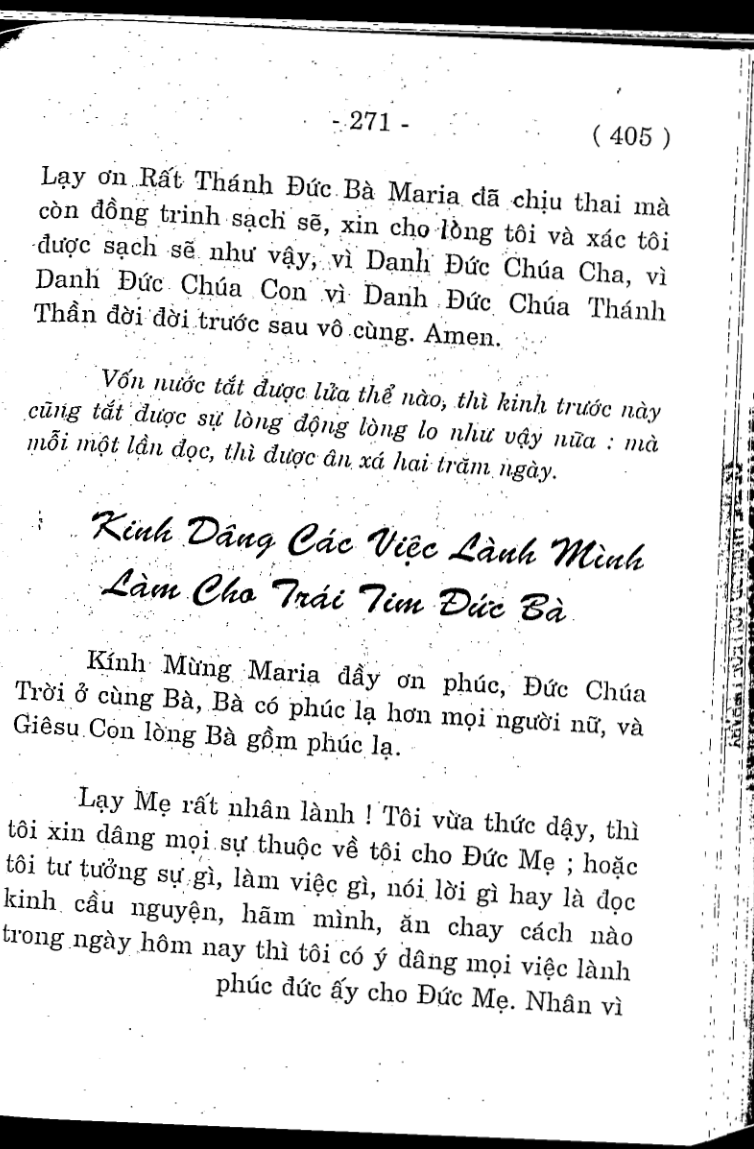 - 271 -
( 405 )
Lạy ơn Rất Thánh Đức Bà Maria đã chịu thai mà
còn đồng trinh sạch sẽ, xin cho lòng tôi và xác tôi
được sạch sẽ như vậy, vì Danh Đức Chúa Cha, vì
Danh Đức Chúa Con vì Danh Đức Chúa Thánh
Thần đời đời trước sau vô cùng. Amen.
Vốn nước tắt được lửa thể nào, thì kinh trước này
cũng tắt được sự lòng động lòng lo như vậy nữa : mà
mỗi một lần đọc, thì được ân xá hai trăm ngày.
Kinh Dâng Các Việc Lành Mình
Làm Cho Trái Tim Đức Bà
Kính Mừng Maria đầy ơn phúc, Đức Chúa
Trời ở cùng Bà, Bà có phúc lạ hơn mọi người nữ, và
Giêsu Con lòng Bà gồm phúc lạ.
Lạy Mẹ rất nhân lành ! Tôi vừa thức dậy, thì
tôi xin dâng mọi sự thuộc về tôi cho Đức Mẹ ; hoặc
tôi tư tưởng sự gì, làm việc gì, nói lời gì hay là đọc
kinh cầu nguyện, hãm mình, ăn chay cách nào
trong ngày hôm nay thì tôi có ý dâng mọi việc lành
phúc đức ấy cho Đức Mẹ. Nhân vì